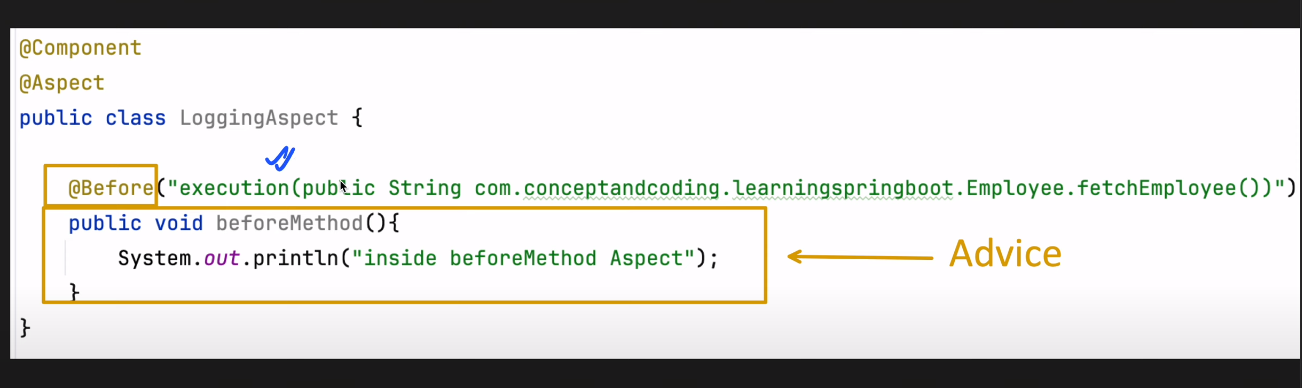 @Component
@Aspect
public class LoggingAspect {
@Before("execution(public String com.conceptandcoding.learningspringboot.Employee.fetchEmployee())")
public void beforeMethod(){
System.out.println("inside beforeMethod Aspect");
Advice
}
}